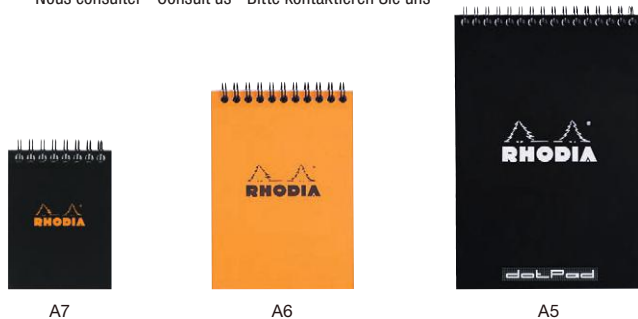 Nous consulter - Consult us - Bitte kontaktieren Sie uns
RHODIA
RHODIA
RHODIA
dotPad
A7
A6
A5